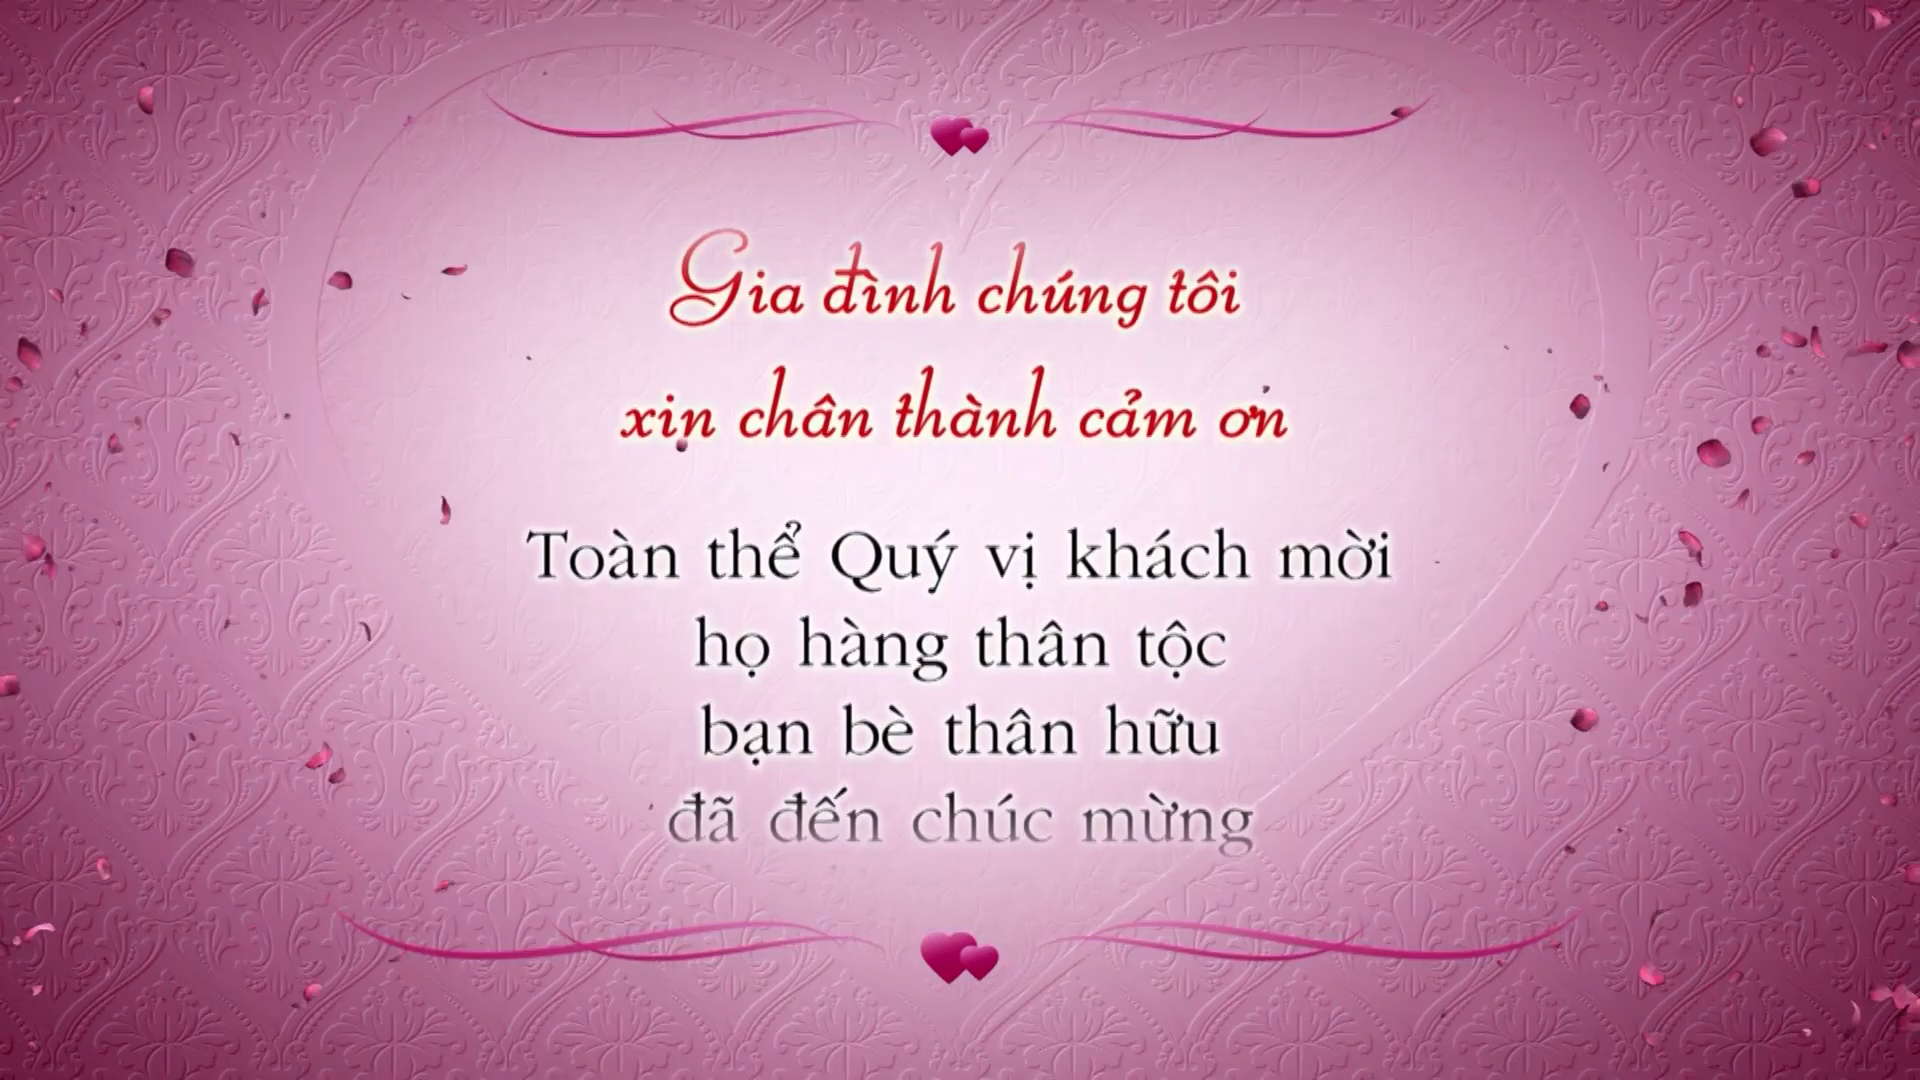 Gia đình chúng tôi
xin chân thành cảm ơn
Toàn thể Quý vị khách mời
họ hàng thân tộc
bạn bè thân hữu
đã đến chúc mừng